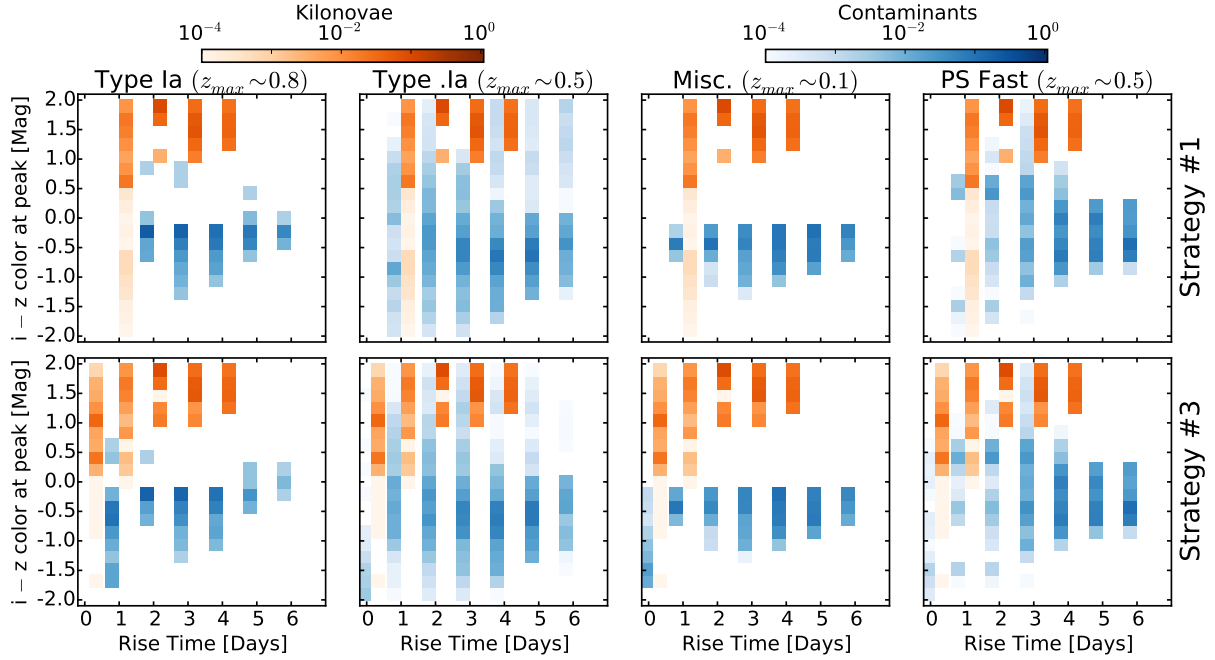 Kilonovae Contaminants
10⁻⁴ 10⁻² 10⁰ 10⁻⁴ 10⁻² 10⁰
Type Ia (z_max~0.8) Type .Ia (z_max~0.5) Misc. (z_max~0.1) PS Fast (z_max~0.5)
i − z color at peak [Mag]
2.0
1.5
1.0
0.5
0.0
-0.5
-1.0
-1.5
-2.0
Strategy #1
i − z color at peak [Mag]
2.0
1.5
1.0
0.5
0.0
-0.5
-1.0
-1.5
-2.0
Strategy #3
0 1 2 3 4 5 6 0 1 2 3 4 5 6 0 1 2 3 4 5 6 0 1 2 3 4 5 6
Rise Time [Days] Rise Time [Days] Rise Time [Days] Rise Time [Days]